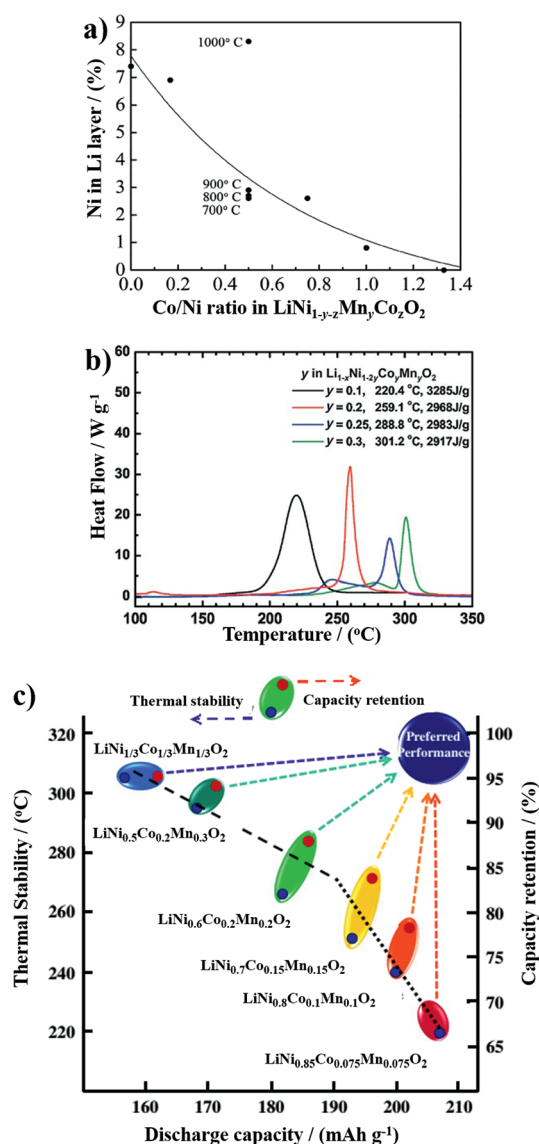 a)
Ni in Li layer / (%)
9
8
7
6
5
4
3
2
1
0
1000° C
900° C
800° C
700° C
0.0 0.2 0.4 0.6 0.8 1.0 1.2 1.4
Co/Ni ratio in LiNi1-y-zMnyCozO2
b)
Heat Flow / W g-1
60
50
40
30
20
10
0
y in Li1-xNi1-2yCoyMnyO2
y = 0.1, 220.4 °C, 3285J/g
y = 0.2, 259.1 °C, 2968J/g
y = 0.25, 288.8 °C, 2983J/g
y = 0.3, 301.2 °C, 2917J/g
100 150 200 250 300 350
Temperature / (°C)
c)
Thermal stability
Capacity retention
Thermal Stability / (°C)
320
300
280
260
240
220
Preferred
Performance
LiNi1/3Co1/3Mn1/3O2
LiNi0.5Co0.2Mn0.3O2
LiNi0.6Co0.2Mn0.2O2
LiNi0.7Co0.15Mn0.15O2
LiNi0.8Co0.1Mn0.1O2
LiNi0.85Co0.075Mn0.075O2
100
95
90
85
80
75
70
65
Capacity retention / (%)
160 170 180 190 200 210
Discharge capacity / (mAh g-1)